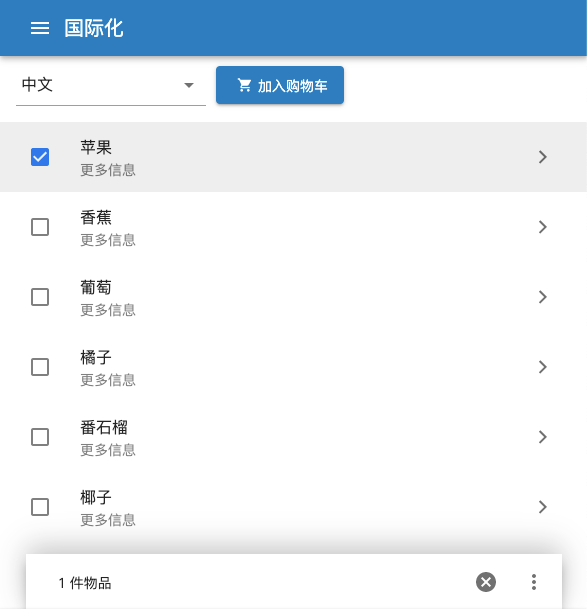 国际化
中文
加入购物车
苹果
更多信息
香蕉
更多信息
葡萄
更多信息
橘子
更多信息
番石榴
更多信息
椰子
更多信息
1 件物品